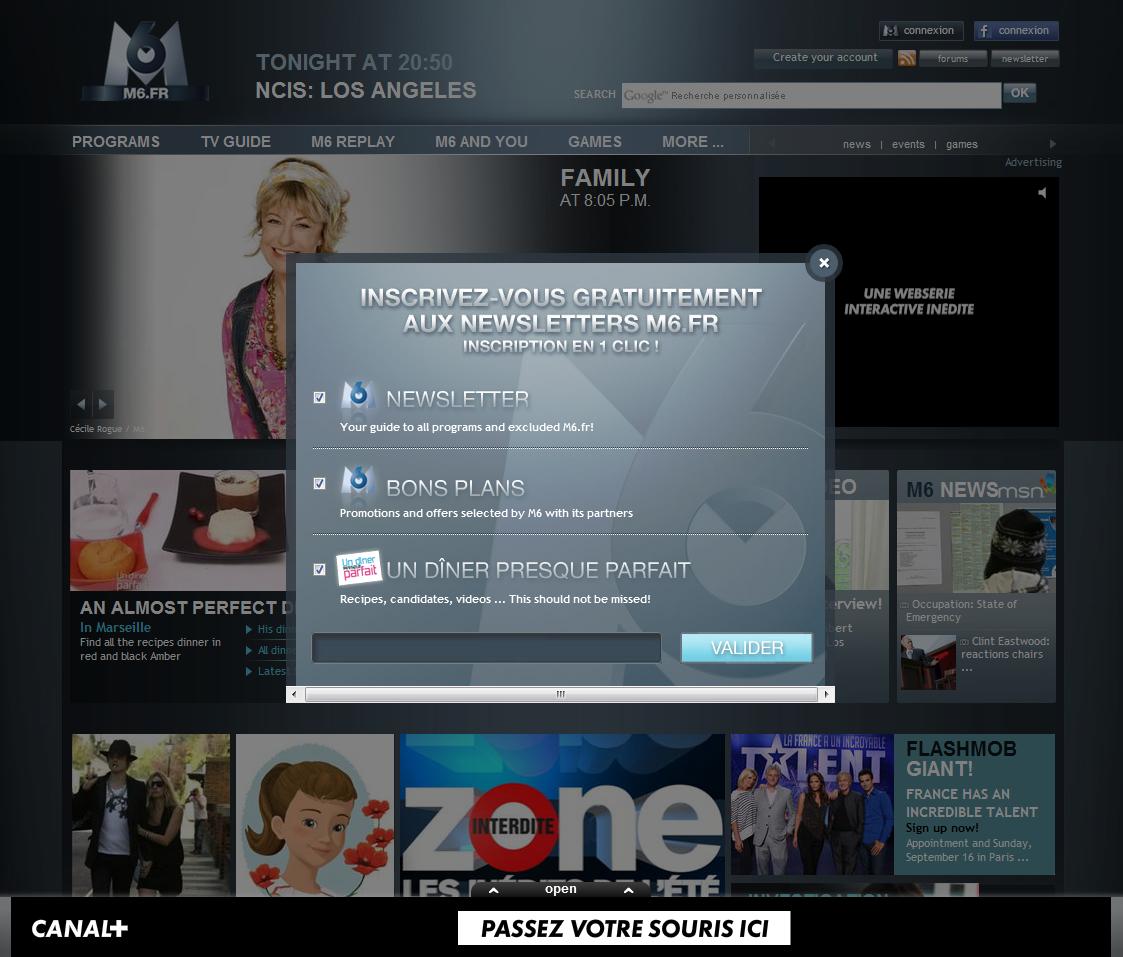 M6.FR
TONIGHT AT 20:50
NCIS: LOS ANGELES
connexion
connexion
Create your account
forums
newsletter
SEARCH
Google™ Recherche personnalisée
OK
PROGRAMS
TV GUIDE
M6 REPLAY
M6 AND YOU
GAMES
MORE ...
news | events | games
Advertising
FAMILY
AT 8:05 P.M.
UNE WEBSÉRIE
INTERACTIVE INÉDITE
Cécile Rogue / M6
INSCRIVEZ-VOUS GRATUITEMENT
AUX NEWSLETTERS M6.FR
INSCRIPTION EN 1 CLIC !
NEWSLETTER
Your guide to all programs and excluded M6.fr!
BONS PLANS
Promotions and offers selected by M6 with its partners
Un dîner
presque
parfait
UN DÎNER PRESQUE PARFAIT
Recipes, candidates, videos ... This should not be missed!
VALIDER
AN ALMOST PERFECT D
In Marseille
Find all the recipes dinner in
red and black Amber
His din
All dinn
Latest
EO
erview!
bert
Los
M6 NEWS msn
Occupation: State of
Emergency
Clint Eastwood:
reactions chairs
...
zone
INTERDITE
LES INÉDITS DE L'ÉTÉ
LA FRANCE A UN INCROYABLE
TALENT
FLASHMOB
GIANT!
FRANCE HAS AN
INCREDIBLE TALENT
Sign up now!
Appointment and Sunday,
September 16 in Paris ...
open
CANAL+
PASSEZ VOTRE SOURIS ICI